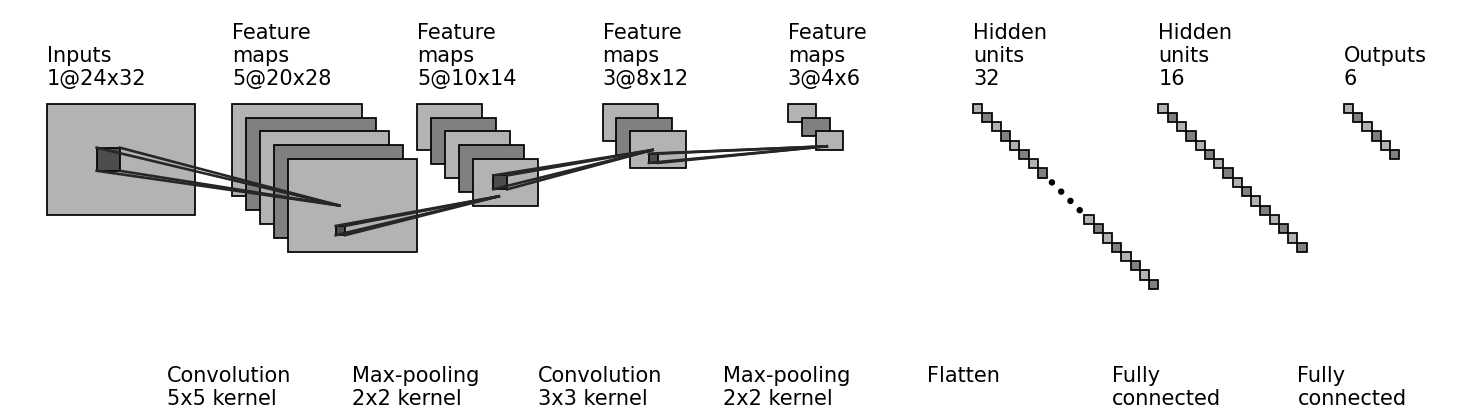 Inputs
1@24x32
Feature
maps
5@20x28
Feature
maps
5@10x14
Feature
maps
3@8x12
Feature
maps
3@4x6
Hidden
units
32
Hidden
units
16
Outputs
6
Convolution
5x5 kernel
Max-pooling
2x2 kernel
Convolution
3x3 kernel
Max-pooling
2x2 kernel
Flatten
Fully
connected
Fully
connected